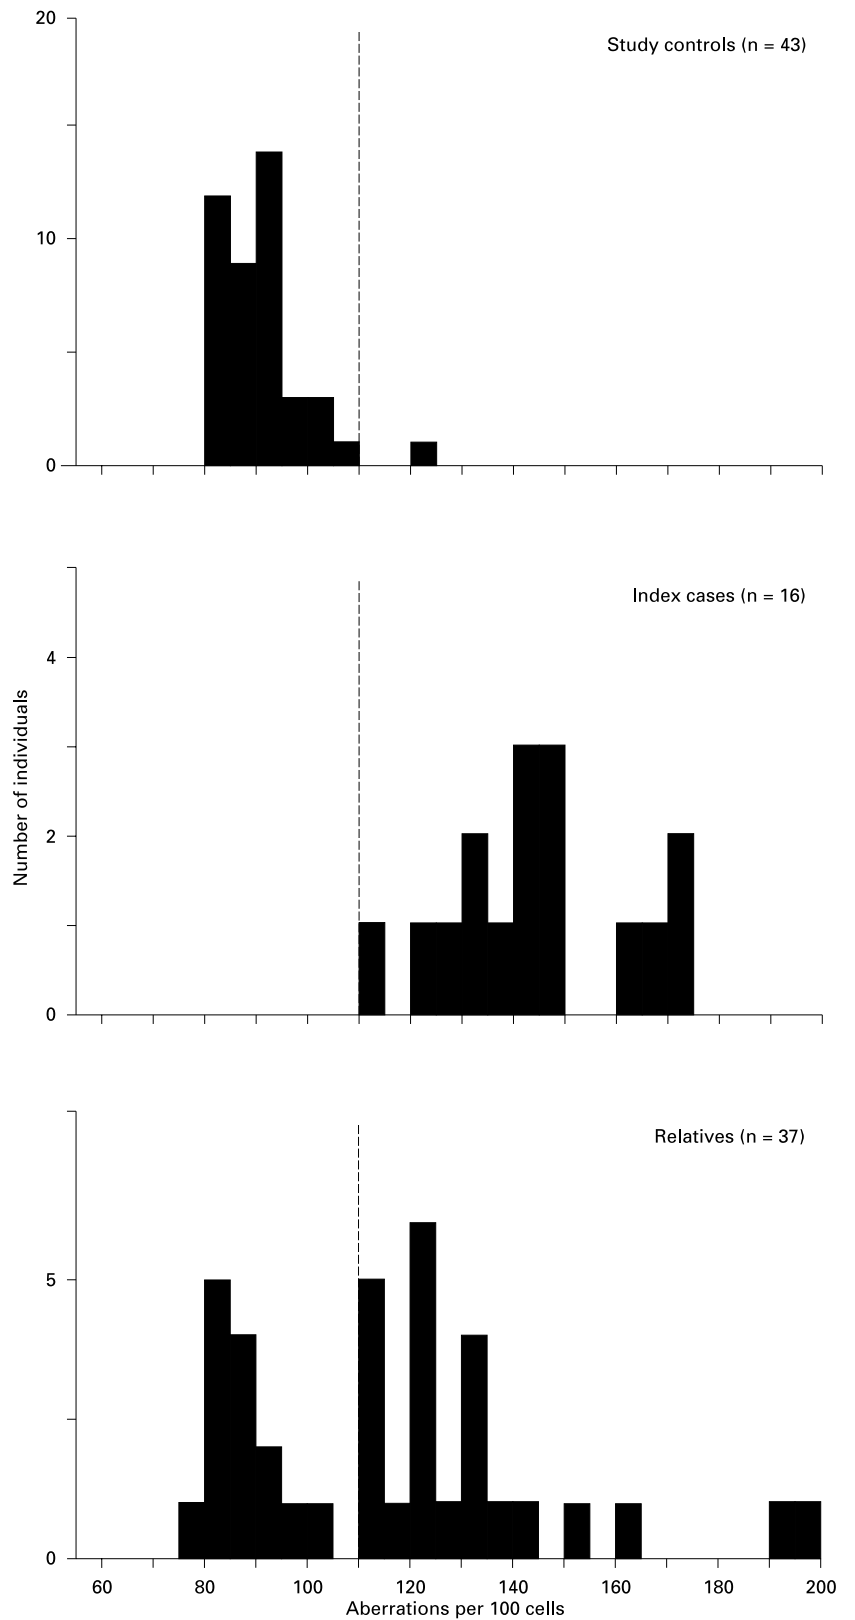 20
Study controls (n = 43)
10
0
Index cases (n = 16)
4
Number of individuals
2
0
Relatives (n = 37)
5
0
60 80 100 120 140 160 180 200
Aberrations per 100 cells